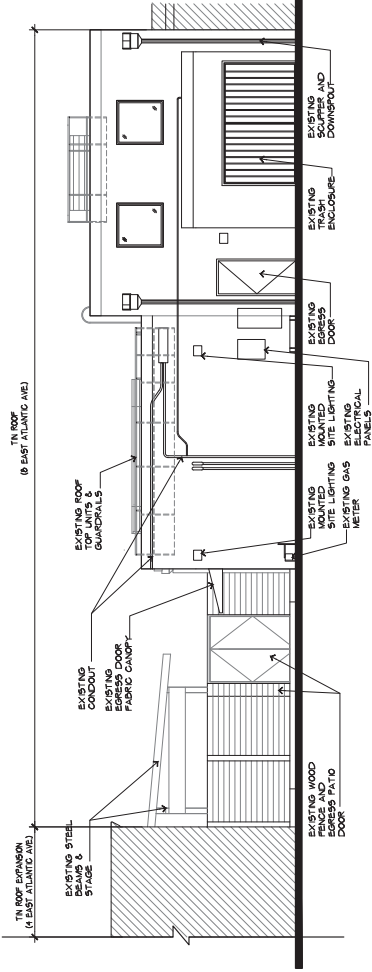 TIN ROOF EXPANSION
(4 EAST ATLANTIC AVE.)
TIN ROOF
(8 EAST ATLANTIC AVE.)
EXISTING STEEL
BEAMS &
STAGE
EXISTING
CONDOUT
EXISTING
EGRESS DOOR
FABRIC CANOPY
EXISTING ROOF
TOP UNITS &
GUARDRAILS
EXISTING WOOD
FENCE AND
EGRESS PATIO
DOOR
EXISTING
MOUNTED
SITE LIGHTING
EXISTING GAS
METER
EXISTING
MOUNTED
SITE LIGHTING
EXISTING
ELECTRICAL
PANELS
EXISTING
EGRESS
DOOR
EXISTING
TRASH
ENCLOSURE
EXISTING
SCUPPER AND
DOWNSPOUT